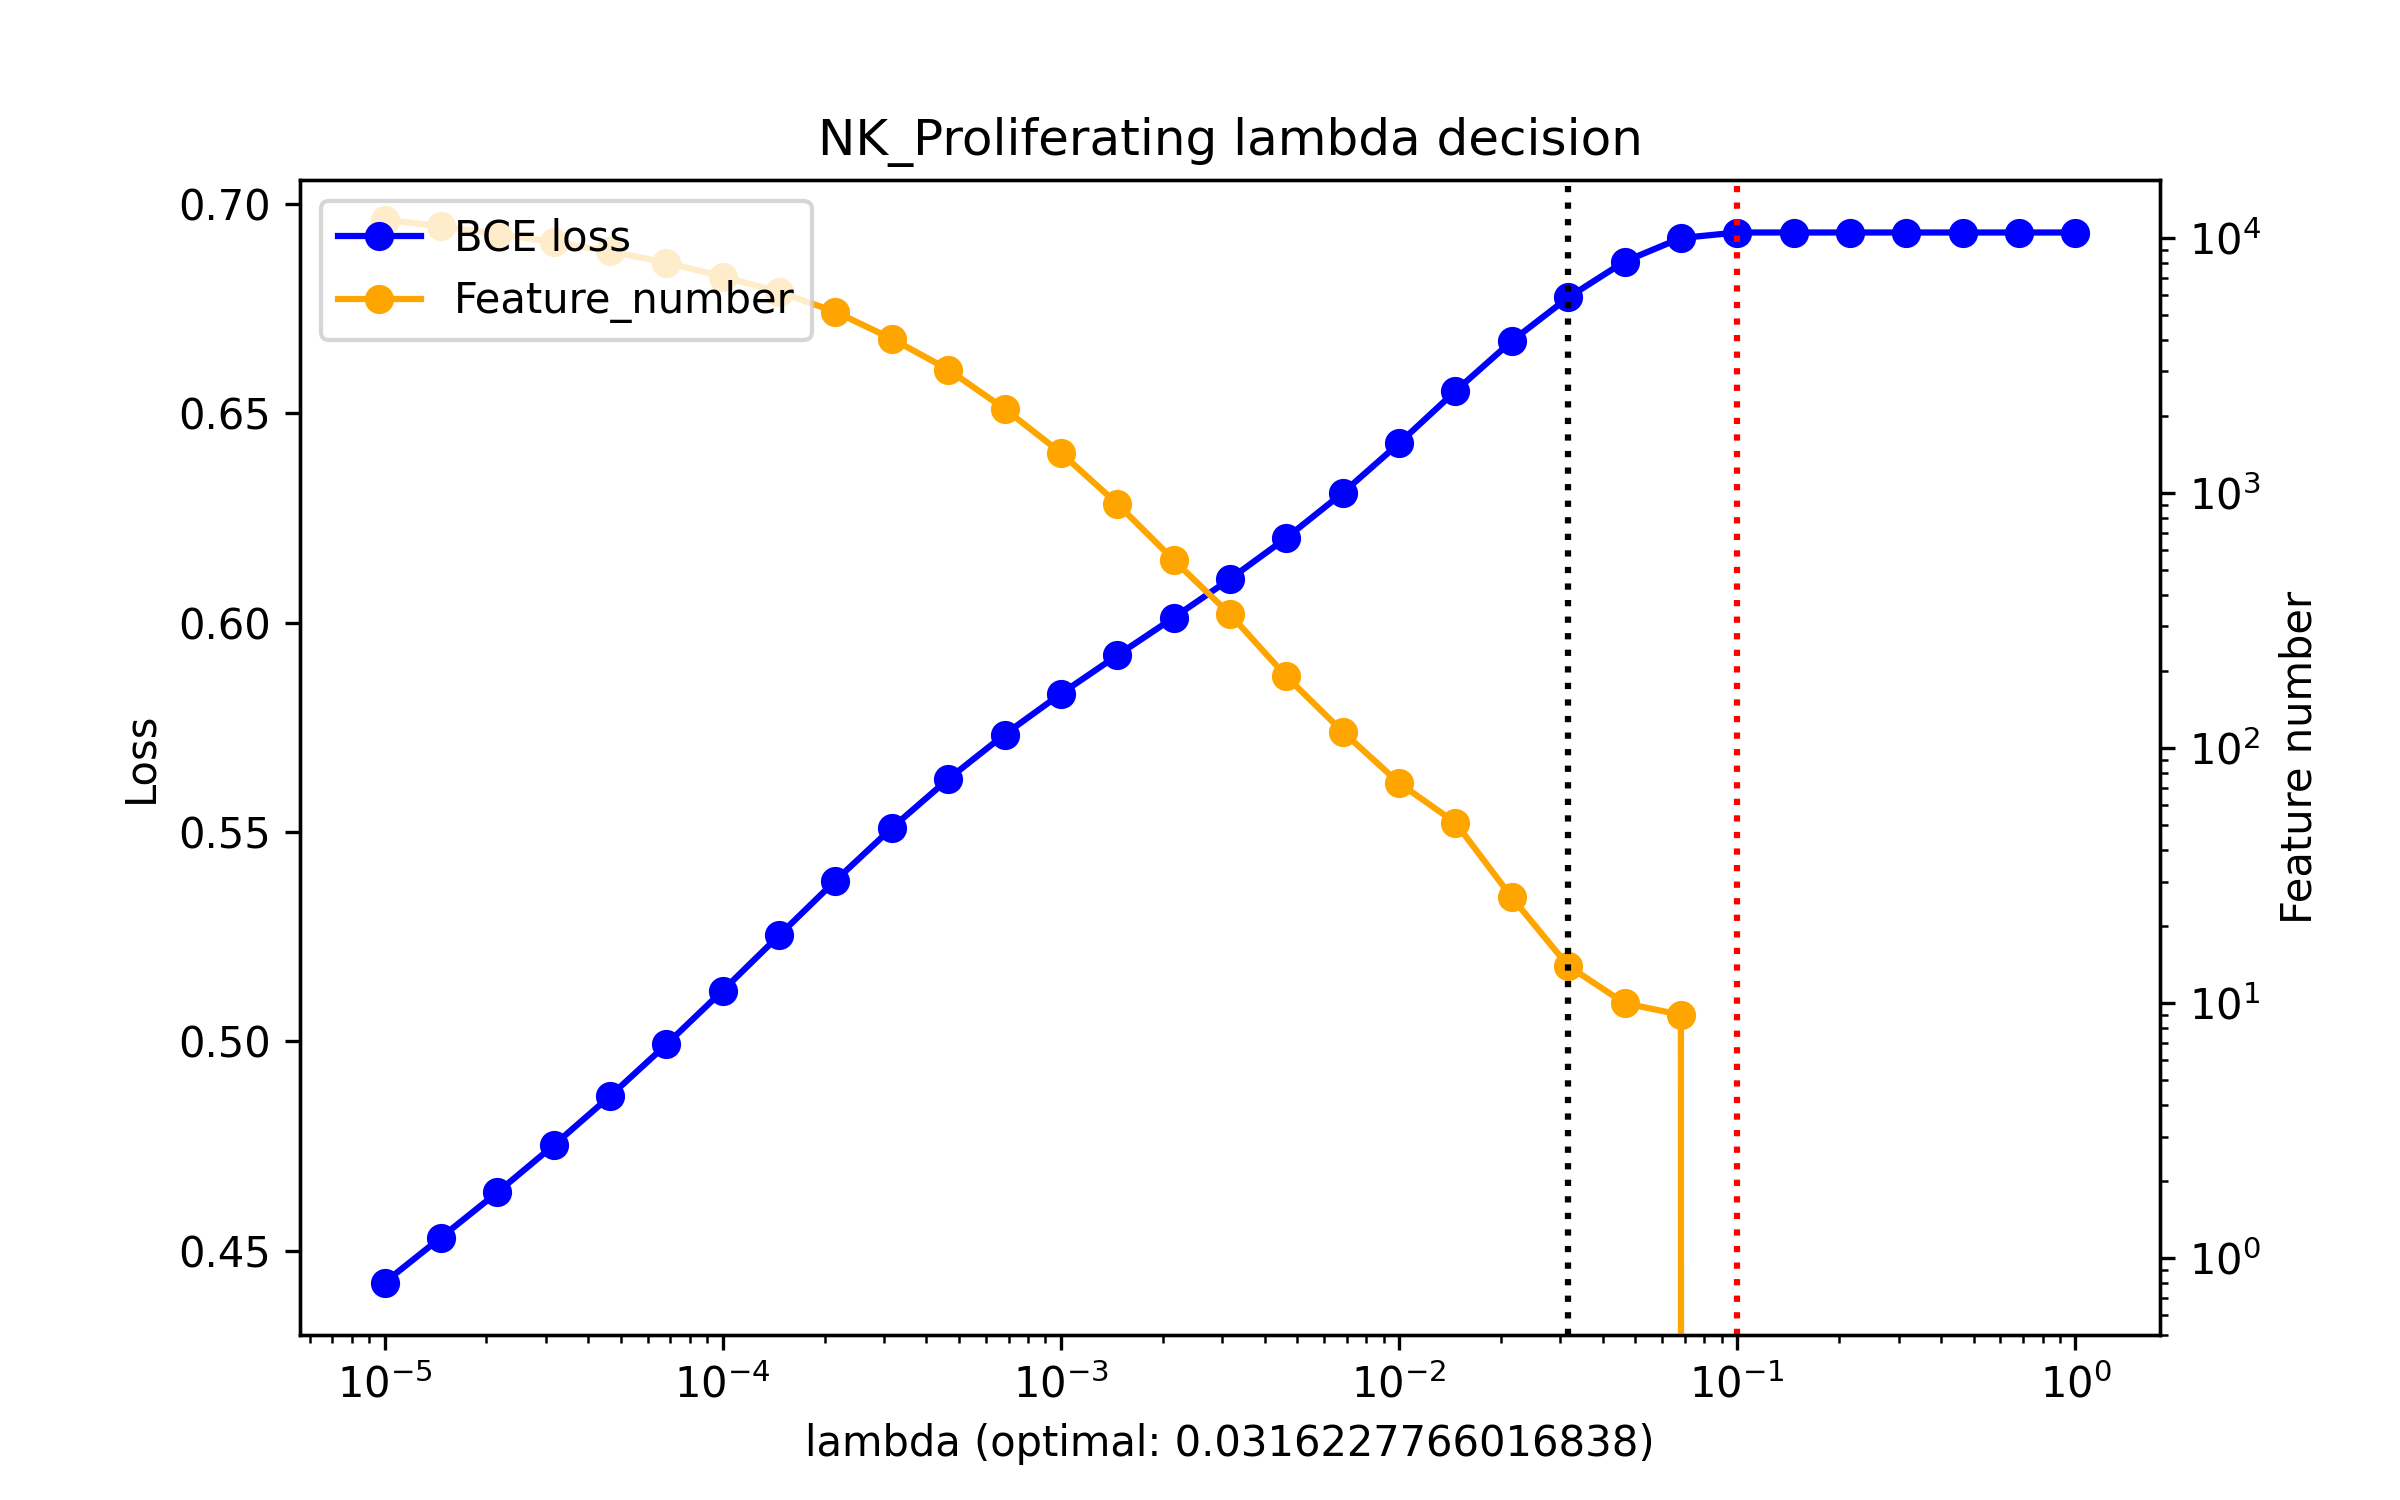 NK_Proliferating lambda decision
BCE loss
Feature_number
0.70
0.65
0.60
0.55
0.50
0.45
Loss
10⁴
10³
10²
10¹
10⁰
Feature number
10⁻⁵ 10⁻⁴ 10⁻³ 10⁻² 10⁻¹ 10⁰
lambda (optimal: 0.0316227766016838)